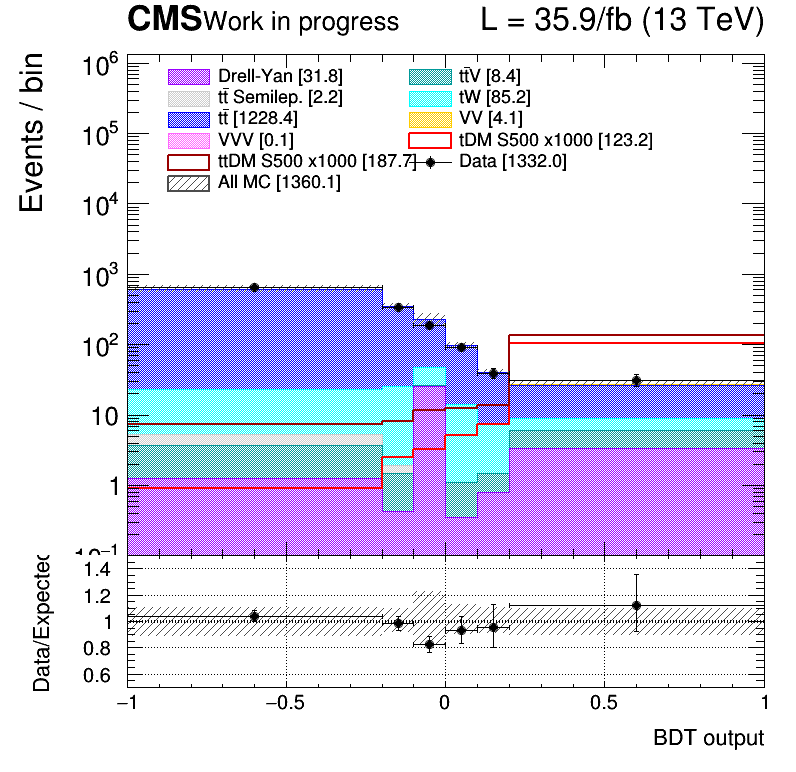 CMS Work in progress L = 35.9/fb (13 TeV)
Events / bin
10⁶
10⁵
10⁴
10³
10²
10
1
10⁻¹
Drell-Yan [31.8]
tt̄V [8.4]
tt̄ Semilep. [2.2]
tW [85.2]
tt̄ [1228.4]
VV [4.1]
VVV [0.1]
tDM S500 x1000 [123.2]
ttDM S500 x1000 [187.7]
Data [1332.0]
All MC [1360.1]
Data/Expected
1.4
1.2
1
0.8
0.6
−1 −0.5 0 0.5 1
BDT output